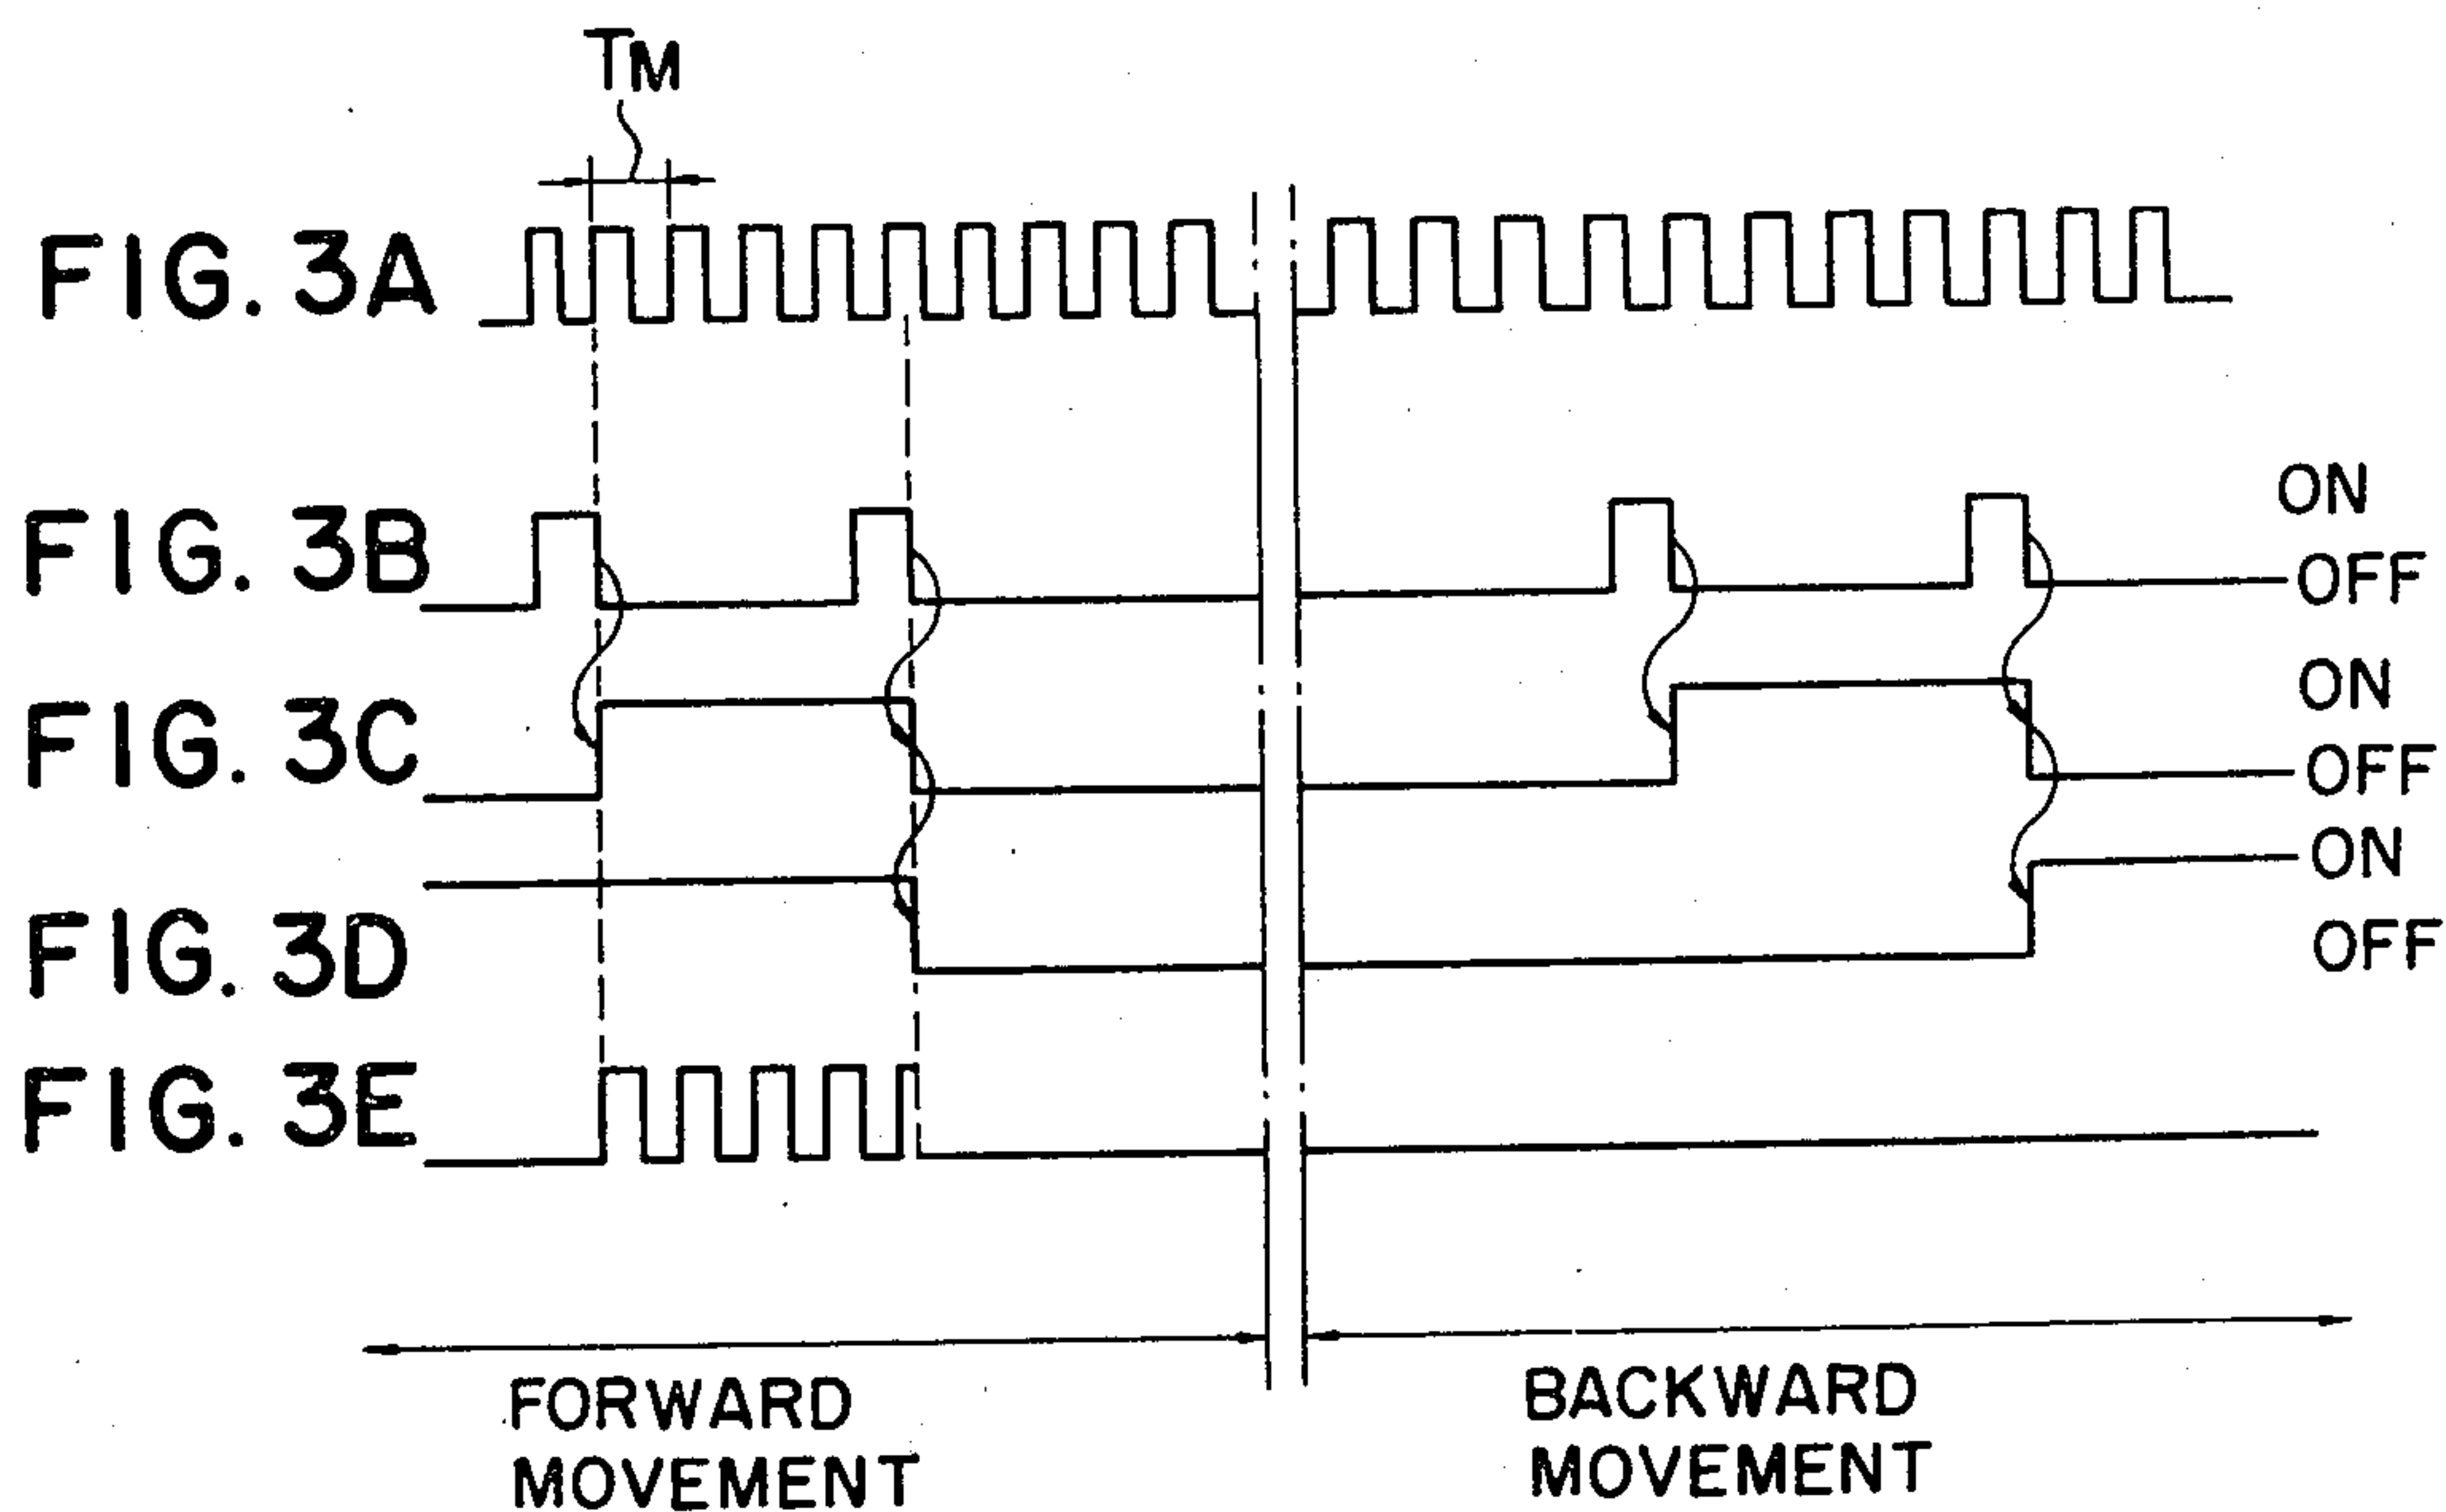 TM
FIG. 3A
FIG. 3B
ON
OFF
FIG. 3C
ON
OFF
FIG. 3D
ON
OFF
FIG. 3E
FORWARD
MOVEMENT
BACKWARD
MOVEMENT